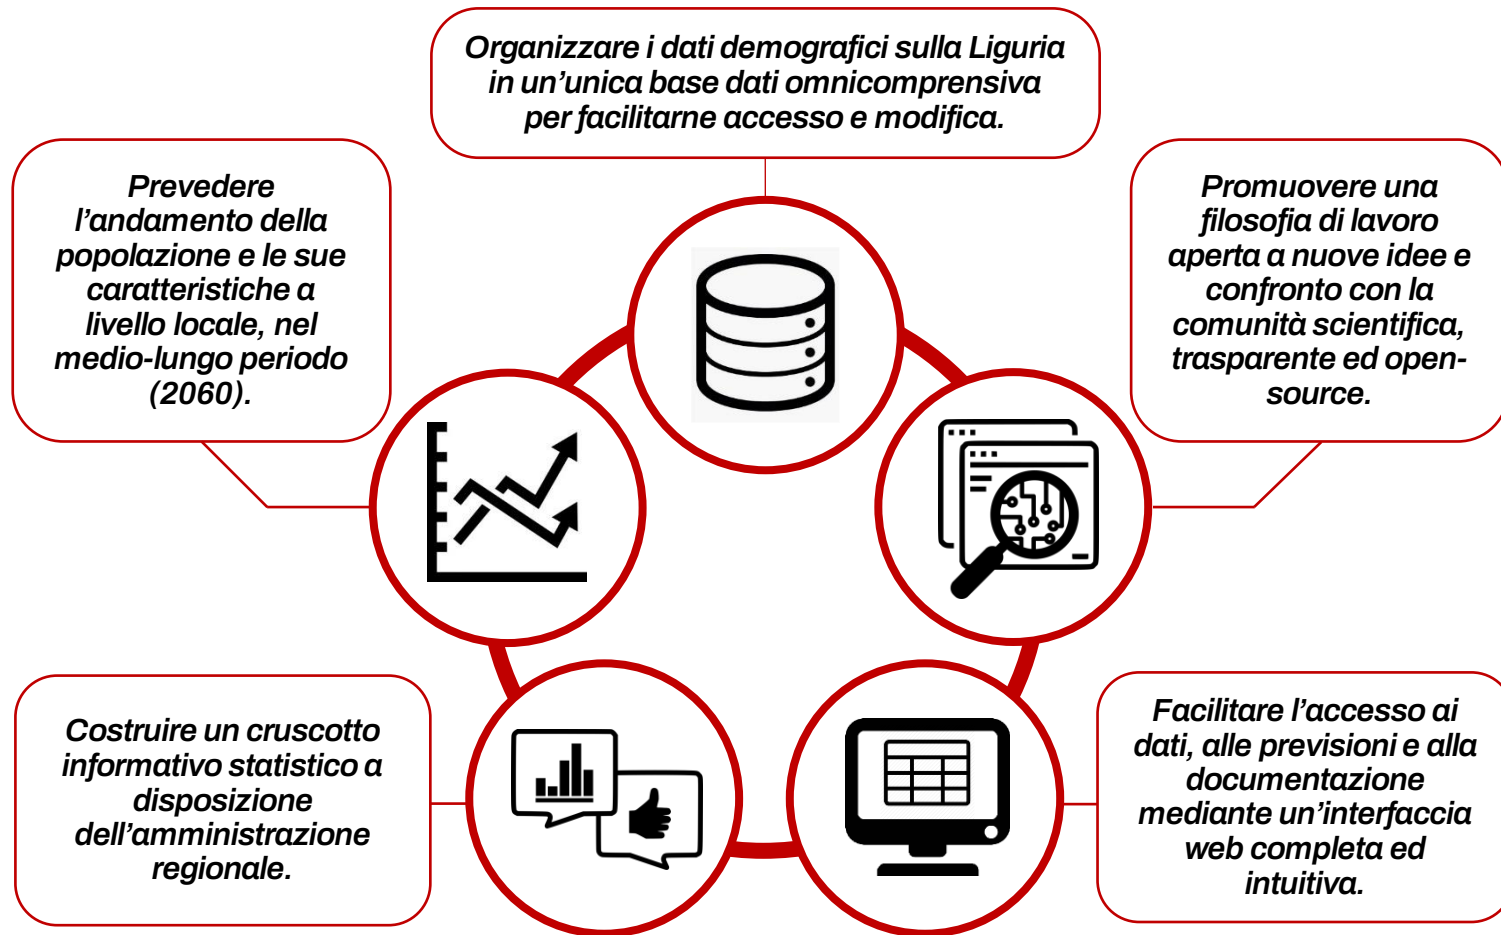 Organizzare i dati demografici sulla Liguria
in un’unica base dati omnicomprensiva
per facilitarne accesso e modifica.
Prevedere
l’andamento della
popolazione e le sue
caratteristiche a
livello locale, nel
medio-lungo periodo
(2060).
Promuovere una
filosofia di lavoro
aperta a nuove idee e
confronto con la
comunità scientifica,
trasparente ed open-
source.
Costruire un cruscotto
informativo statistico a
disposizione
dell’amministrazione
regionale.
Facilitare l’accesso ai
dati, alle previsioni e alla
documentazione
mediante un’interfaccia
web completa ed
intuitiva.